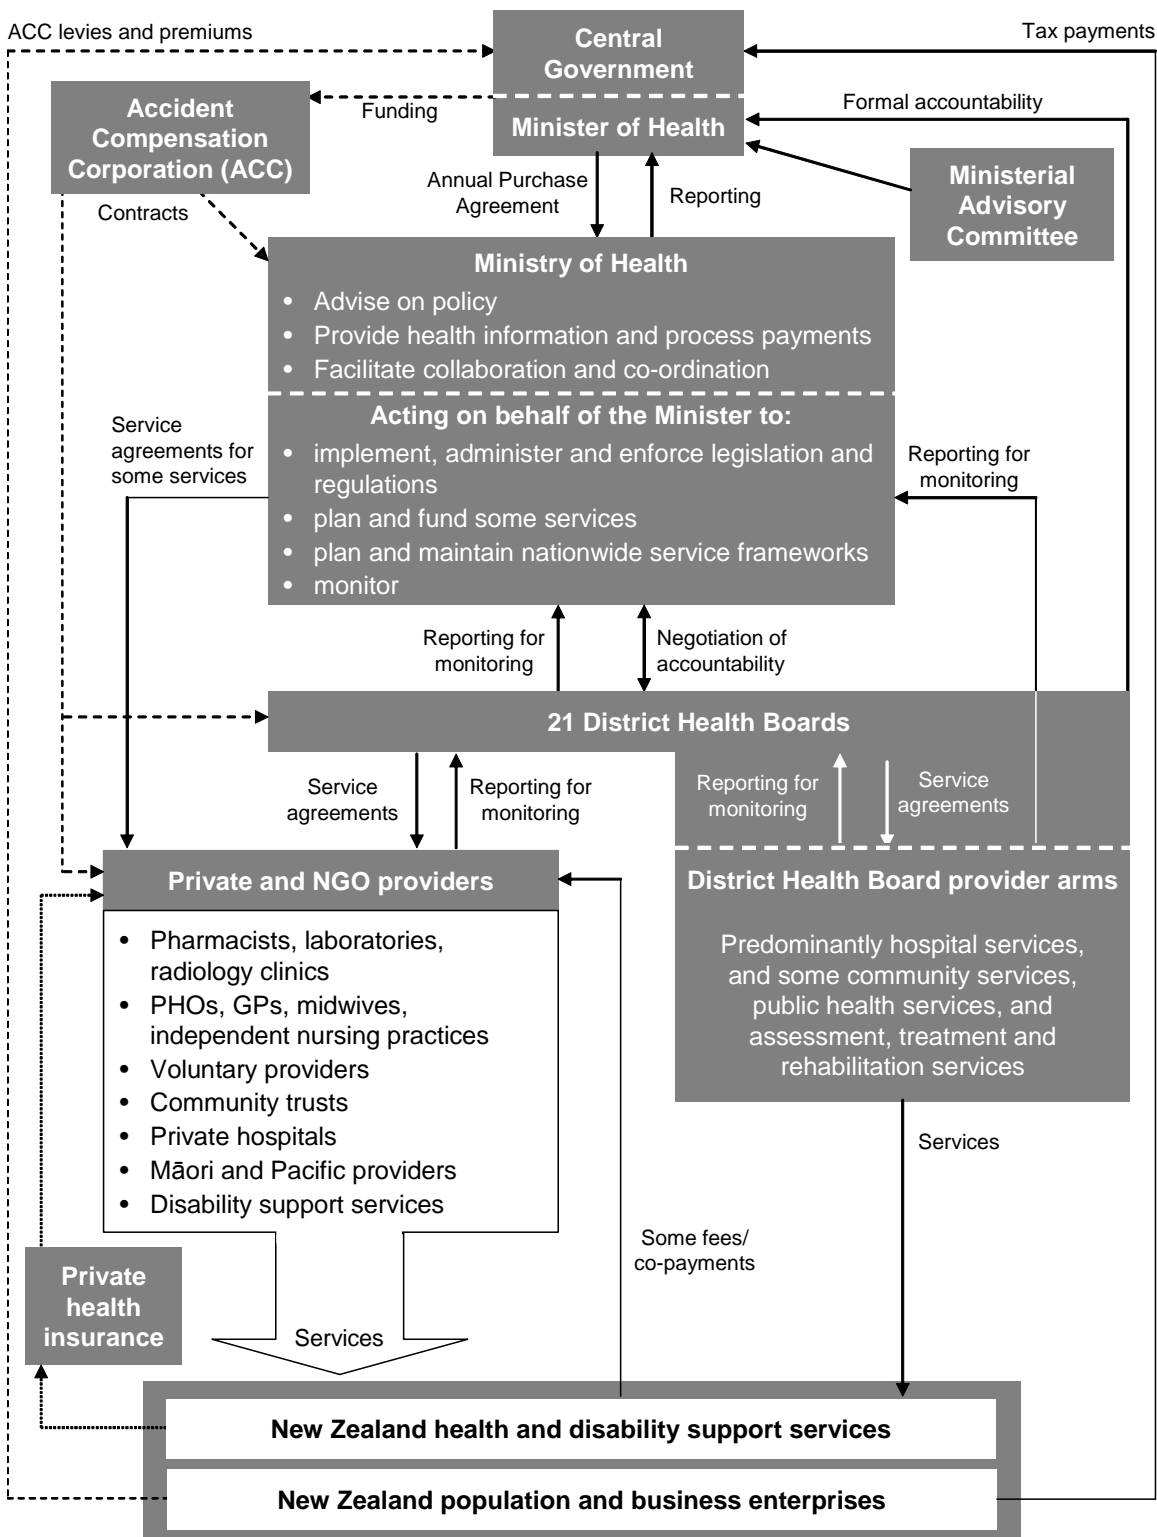 ACC levies and premiums
Central
Government
Tax payments
Accident
Compensation
Corporation (ACC)
Funding
Minister of Health
Formal accountability
Ministerial
Advisory
Committee
Contracts
Annual Purchase
Agreement
Reporting
Ministry of Health
• Advise on policy
• Provide health information and process payments
• Facilitate collaboration and co-ordination
Acting on behalf of the Minister to:
• implement, administer and enforce legislation and
regulations
• plan and fund some services
• plan and maintain nationwide service frameworks
• monitor
Service
agreements for
some services
Reporting for
monitoring
Reporting for
monitoring
Negotiation of
accountability
21 District Health Boards
Service
agreements
Reporting for
monitoring
Reporting for
monitoring
Service
agreements
Private and NGO providers
• Pharmacists, laboratories,
radiology clinics
• PHOs, GPs, midwives,
independent nursing practices
• Voluntary providers
• Community trusts
• Private hospitals
• Māori and Pacific providers
• Disability support services
District Health Board provider arms
Predominantly hospital services,
and some community services,
public health services, and
assessment, treatment and
rehabilitation services
Services
Some fees/
co-payments
Private
health
insurance
Services
New Zealand health and disability support services
New Zealand population and business enterprises